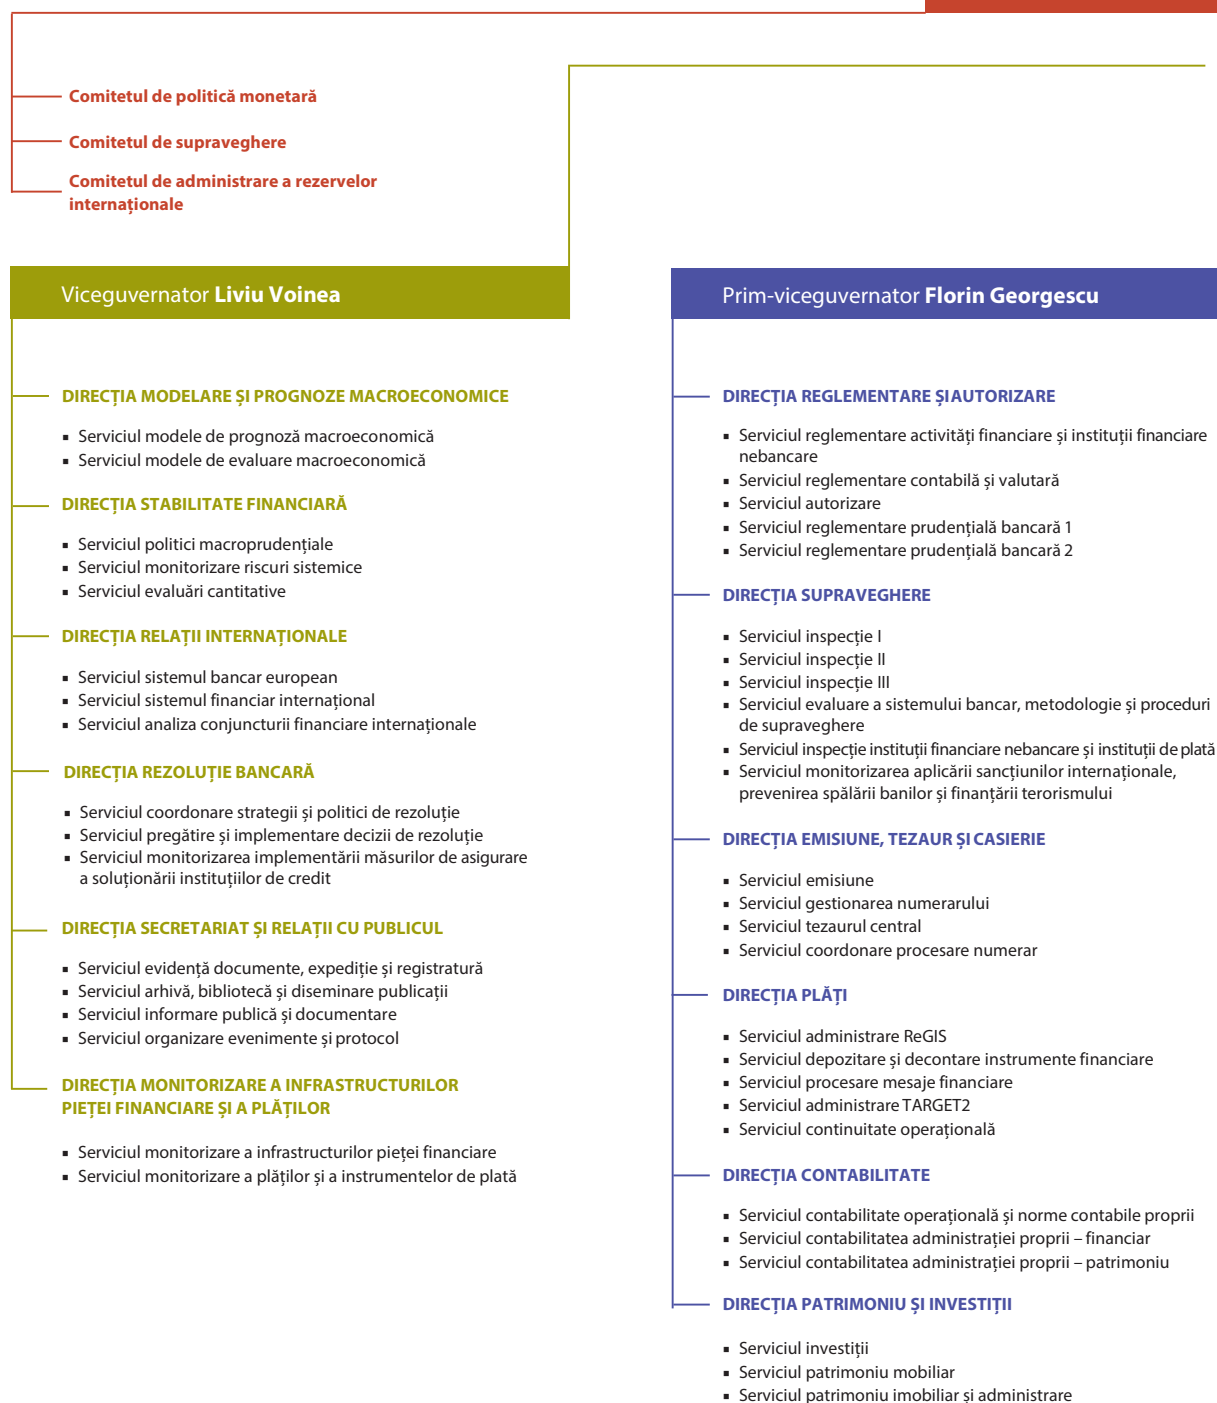 Comitetul de politică monetară
Comitetul de supraveghere
Comitetul de administrare a rezervelor
internaționale
Viceguvernator Liviu Voinea
DIRECȚIA MODELARE ȘI PROGNOZE MACROECONOMICE
▪ Serviciul modele de prognoză macroeconomică
▪ Serviciul modele de evaluare macroeconomică
DIRECȚIA STABILITATE FINANCIARĂ
▪ Serviciul politici macroprudențiale
▪ Serviciul monitorizare riscuri sistemice
▪ Serviciul evaluări cantitative
DIRECȚIA RELAȚII INTERNAȚIONALE
▪ Serviciul sistemul bancar european
▪ Serviciul sistemul financiar internațional
▪ Serviciul analiza conjuncturii financiare internaționale
DIRECȚIA REZOLUȚIE BANCARĂ
▪ Serviciul coordonare strategii și politici de rezoluție
▪ Serviciul pregătire și implementare decizii de rezoluție
▪ Serviciul monitorizarea implementării măsurilor de asigurare
a soluționării instituțiilor de credit
DIRECȚIA SECRETARIAT ȘI RELAȚII CU PUBLICUL
▪ Serviciul evidență documente, expediție și registratură
▪ Serviciul arhivă, bibliotecă și diseminare publicații
▪ Serviciul informare publică și documentare
▪ Serviciul organizare evenimente și protocol
DIRECȚIA MONITORIZARE A INFRASTRUCTURILOR
PIEȚEI FINANCIARE ȘI A PLĂȚILOR
▪ Serviciul monitorizare a infrastructurilor pieței financiare
▪ Serviciul monitorizare a plăților și a instrumentelor de plată
Prim-viceguvernator Florin Georgescu
DIRECȚIA REGLEMENTARE ȘI AUTORIZARE
▪ Serviciul reglementare activități financiare și instituții financiare
nebancare
▪ Serviciul reglementare contabilă și valutară
▪ Serviciul autorizare
▪ Serviciul reglementare prudențială bancară 1
▪ Serviciul reglementare prudențială bancară 2
DIRECȚIA SUPRAVEGHERE
▪ Serviciul inspecție I
▪ Serviciul inspecție II
▪ Serviciul inspecție III
▪ Serviciul evaluare a sistemului bancar, metodologie și proceduri
de supraveghere
▪ Serviciul inspecție instituții financiare nebancare și instituții de plată
▪ Serviciul monitorizarea aplicării sancțiunilor internaționale,
prevenirea spălării banilor și finanțării terorismului
DIRECȚIA EMISIUNE, TEZAUR ȘI CASIERIE
▪ Serviciul emisiune
▪ Serviciul gestionarea numerarului
▪ Serviciul tezaurul central
▪ Serviciul coordonare procesare numerar
DIRECȚIA PLĂȚI
▪ Serviciul administrare ReGIS
▪ Serviciul depozitare și decontare instrumente financiare
▪ Serviciul procesare mesaje financiare
▪ Serviciul administrare TARGET2
▪ Serviciul continuitate operațională
DIRECȚIA CONTABILITATE
▪ Serviciul contabilitate operațională și norme contabile proprii
▪ Serviciul contabilitatea administrației proprii – financiar
▪ Serviciul contabilitatea administrației proprii – patrimoniu
DIRECȚIA PATRIMONIU ȘI INVESTIȚII
▪ Serviciul investiții
▪ Serviciul patrimoniu mobiliar
▪ Serviciul patrimoniu imobiliar și administrare